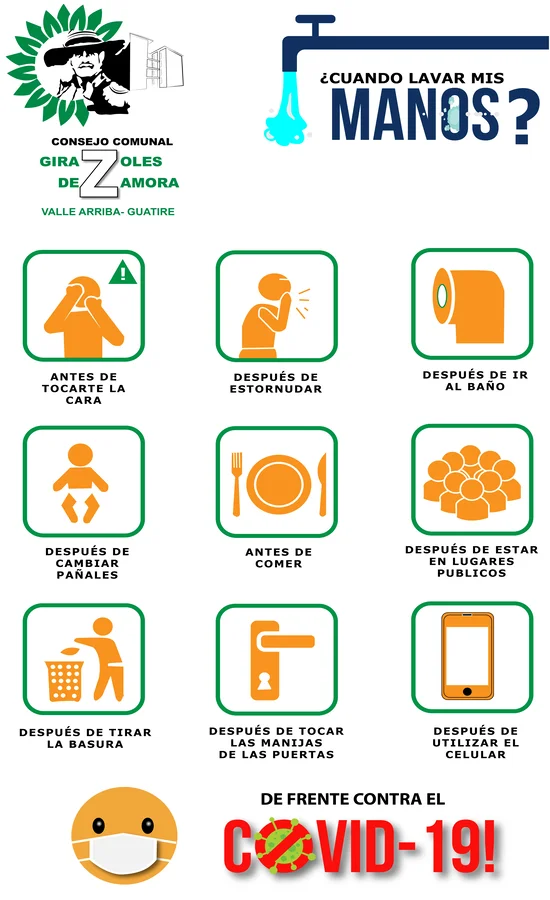 CONSEJO COMUNAL
GIRAZOLES
DE ZAMORA
VALLE ARRIBA- GUATIRE
¿CUANDO LAVAR MIS
MANOS?
ANTES DE
TOCARTE LA
CARA
DESPUÉS DE
ESTORNUDAR
DESPUÉS DE IR
AL BAÑO
DESPUÉS DE
CAMBIAR
PAÑALES
ANTES DE
COMER
DESPUÉS DE ESTAR
EN LUGARES
PUBLICOS
DESPUÉS DE TIRAR
LA BASURA
DESPUÉS DE TOCAR
LAS MANIJAS
DE LAS PUERTAS
DESPUÉS DE
UTILIZAR EL
CELULAR
DE FRENTE CONTRA EL
COVID-19!